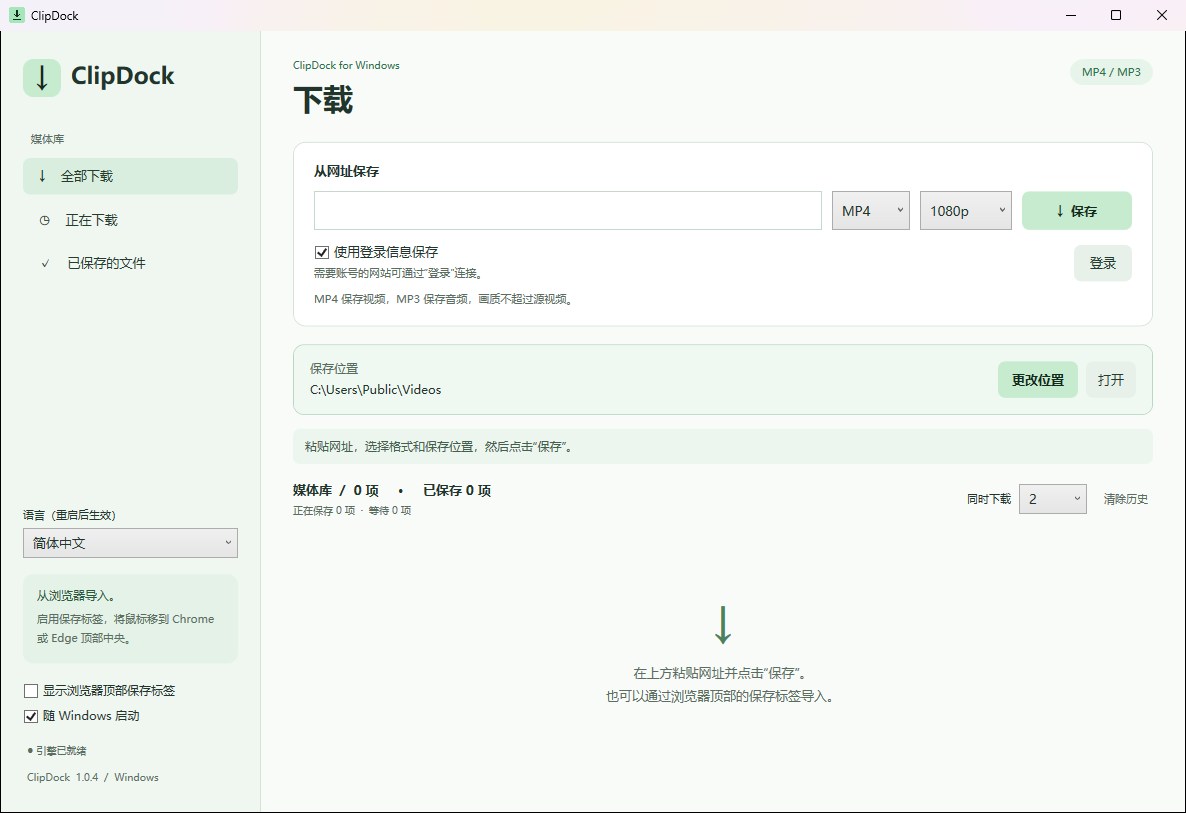 ClipDock
ClipDock
媒体库
↓ 全部下载
正在下载
✓ 已保存的文件
语言（重启后生效）
简体中文
从浏览器导入。
启用保存标签，将鼠标移到 Chrome
或 Edge 顶部中央。
显示浏览器顶部保存标签
随 Windows 启动
● 引擎已就绪
ClipDock 1.0.4 / Windows
ClipDock for Windows
下载
MP4 / MP3
从网址保存
MP4
1080p
↓ 保存
使用登录信息保存
需要账号的网站可通过“登录”连接。
登录
MP4 保存视频，MP3 保存音频，画质不超过源视频。
保存位置
C:\Users\Public\Videos
更改位置
打开
粘贴网址，选择格式和保存位置，然后点击“保存”。
媒体库 / 0 项 • 已保存 0 项
正在保存 0 项 · 等待 0 项
同时下载
2
清除历史
在上方粘贴网址并点击“保存”。
也可以通过浏览器顶部的保存标签导入。